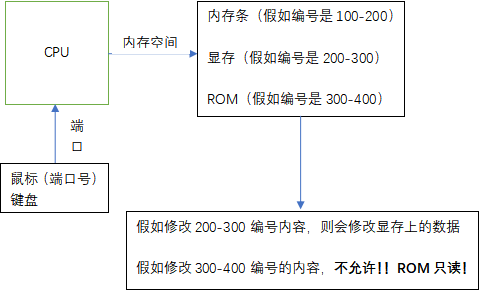 CPU
内存空间
内存条（假如编号是 100-200）
显存（假如编号是 200-300）
ROM（假如编号是 300-400）
端
口
鼠标（端口号）
键盘
假如修改 200-300 编号内容，则会修改显存上的数据
假如修改 300-400 编号的内容，不允许！！ROM 只读！